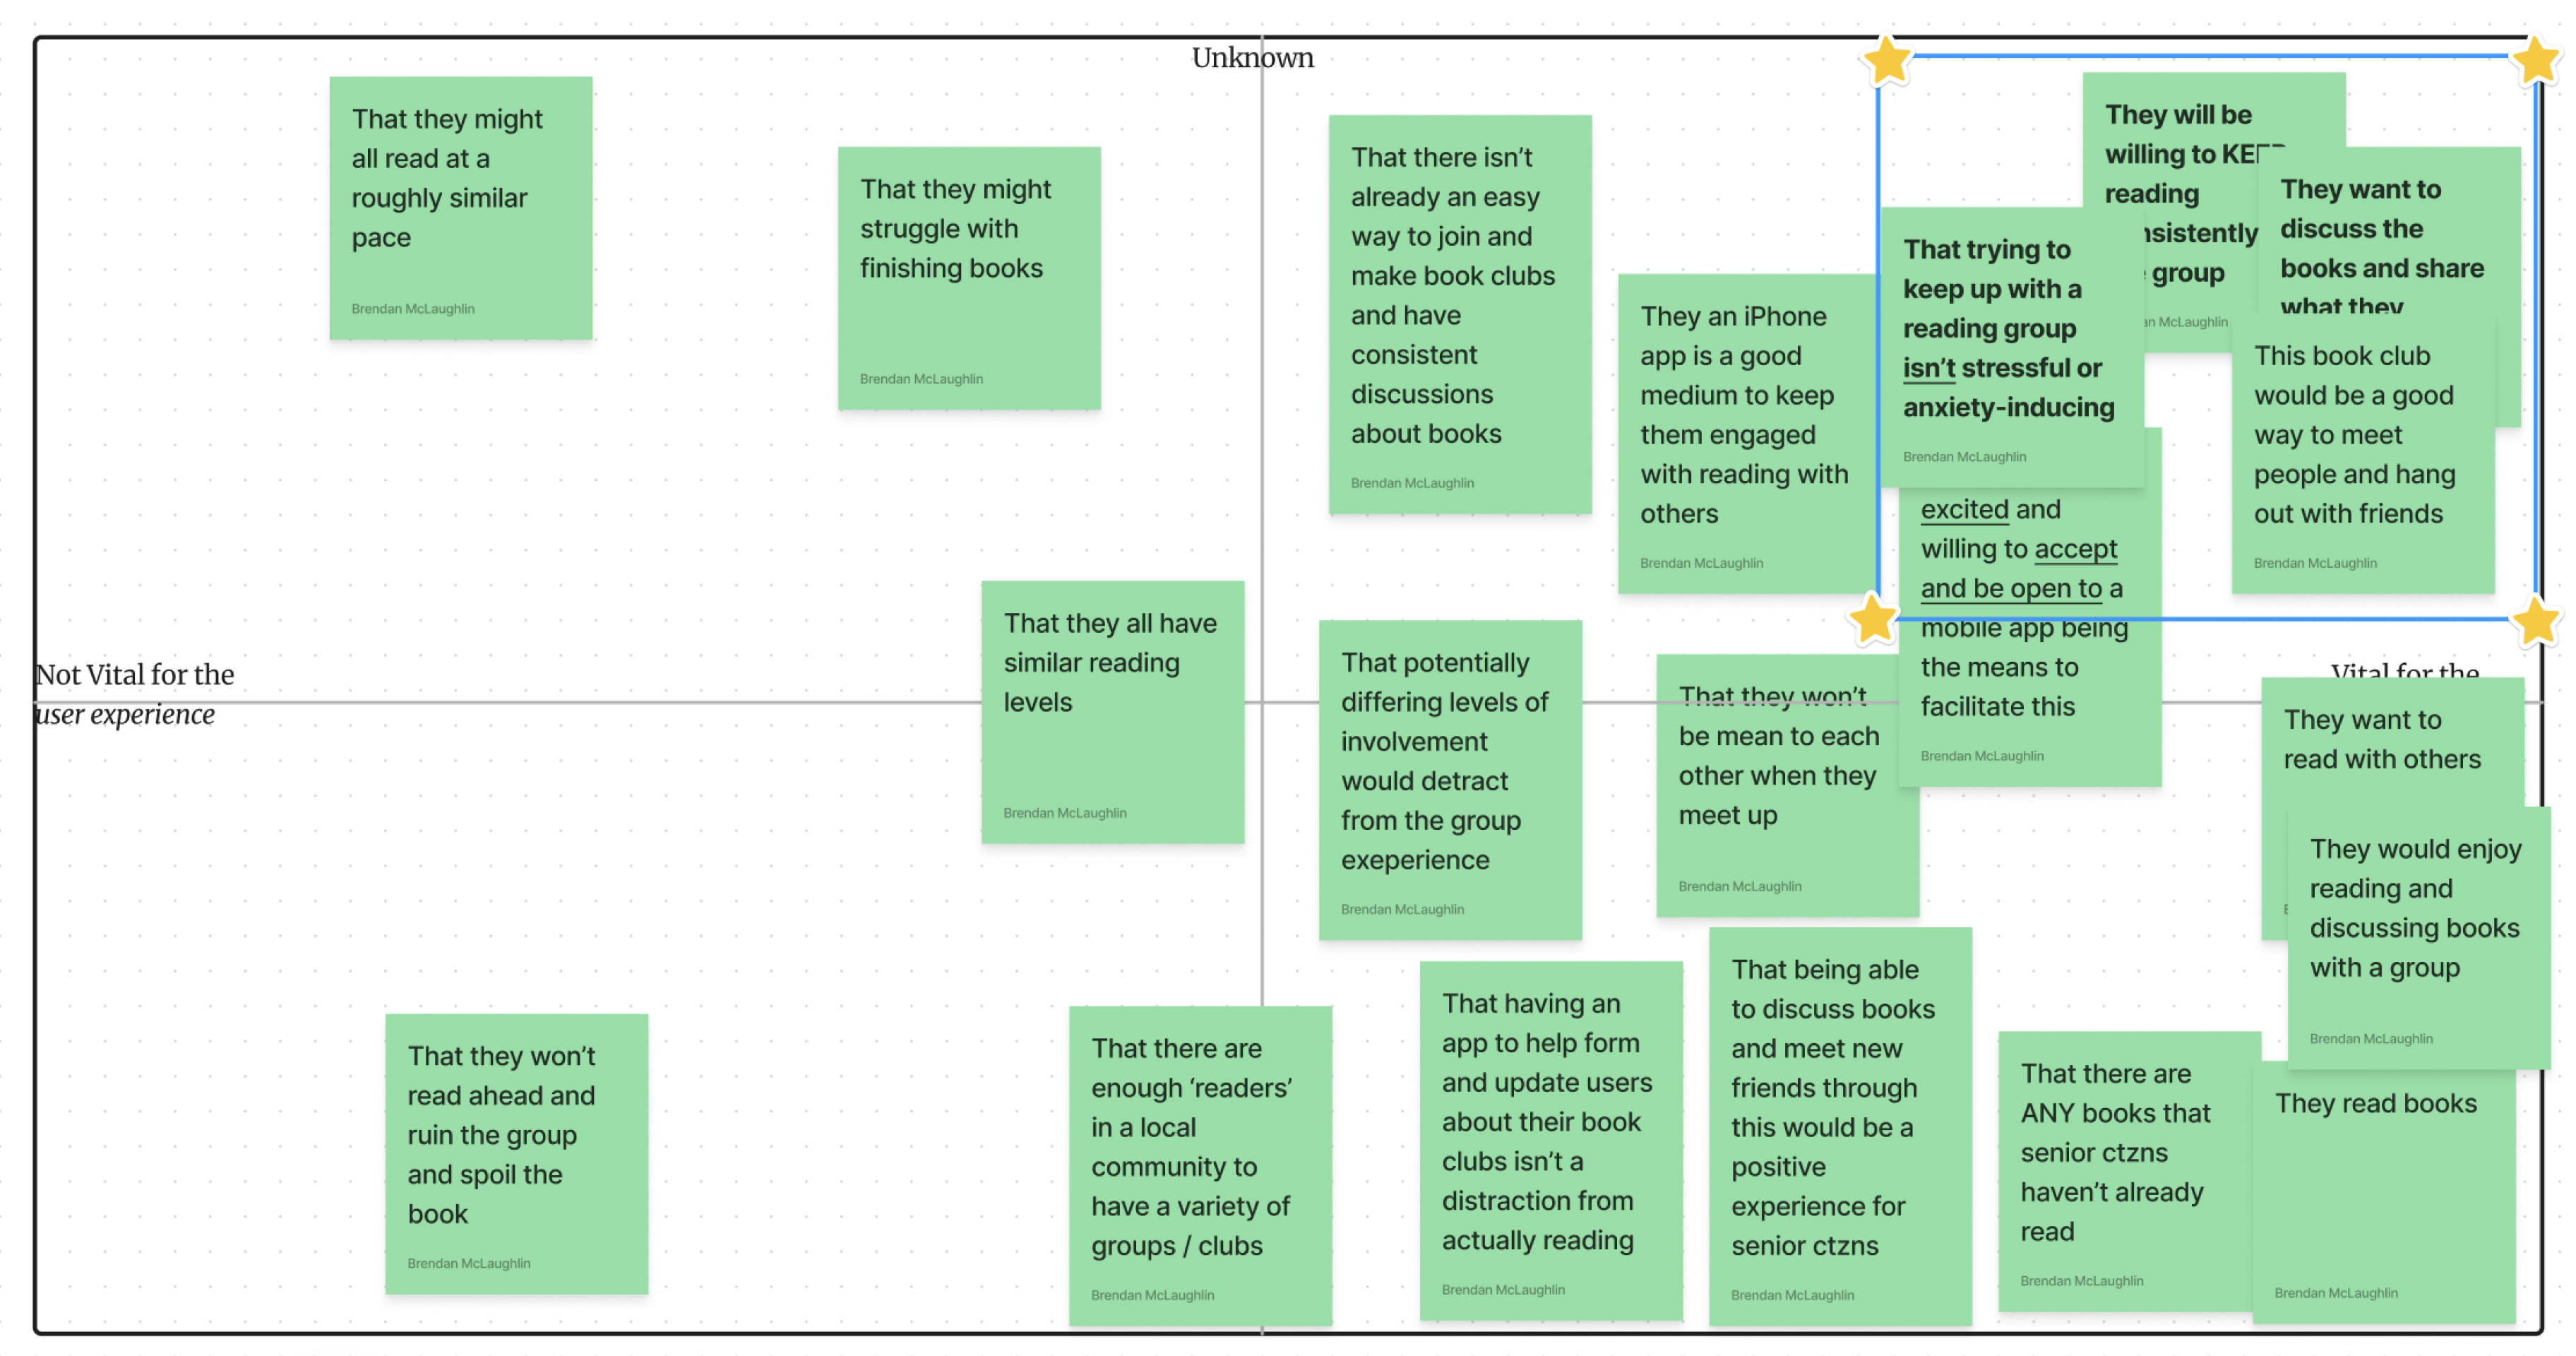 Unknown
That they might
all read at a
roughly similar
pace
Brendan McLaughlin
That they might
struggle with
finishing books
Brendan McLaughlin
That there isn’t
already an easy
way to join and
make book clubs
and have
consistent
discussions
about books
Brendan McLaughlin
They an iPhone
app is a good
medium to keep
them engaged
with reading with
others
Brendan McLaughlin
They will be
willing to
reading
group
McLaughlin
They want to
discuss the
books and share
what they
That trying to
keep up with a
reading group
isn’t stressful or
anxiety-inducing
Brendan McLaughlin
This book club
would be a good
way to meet
people and hang
out with friends
Brendan McLaughlin
excited and
willing to accept
and be open to a
mobile app being
the means to
facilitate this
Brendan McLaughlin
Not Vital for the
user experience
That they all have
similar reading
levels
Brendan McLaughlin
That potentially
differing levels of
involvement
would detract
from the group
exeperience
Brendan McLaughlin
That they won’t
be mean to each
other when they
meet up
Brendan McLaughlin
Vital for the
They want to
read with others
They would enjoy
reading and
discussing books
with a group
Brendan McLaughlin
That they won’t
read ahead and
ruin the group
and spoil the
book
Brendan McLaughlin
That there are
enough ‘readers’
in a local
community to
have a variety of
groups / clubs
Brendan McLaughlin
That having an
app to help form
and update users
about their book
clubs isn’t a
distraction from
actually reading
Brendan McLaughlin
That being able
to discuss books
and meet new
friends through
this would be a
positive
experience for
senior ctzns
Brendan McLaughlin
That there are
ANY books that
senior ctzns
haven’t already
read
Brendan McLaughlin
They read books
Brendan McLaughlin